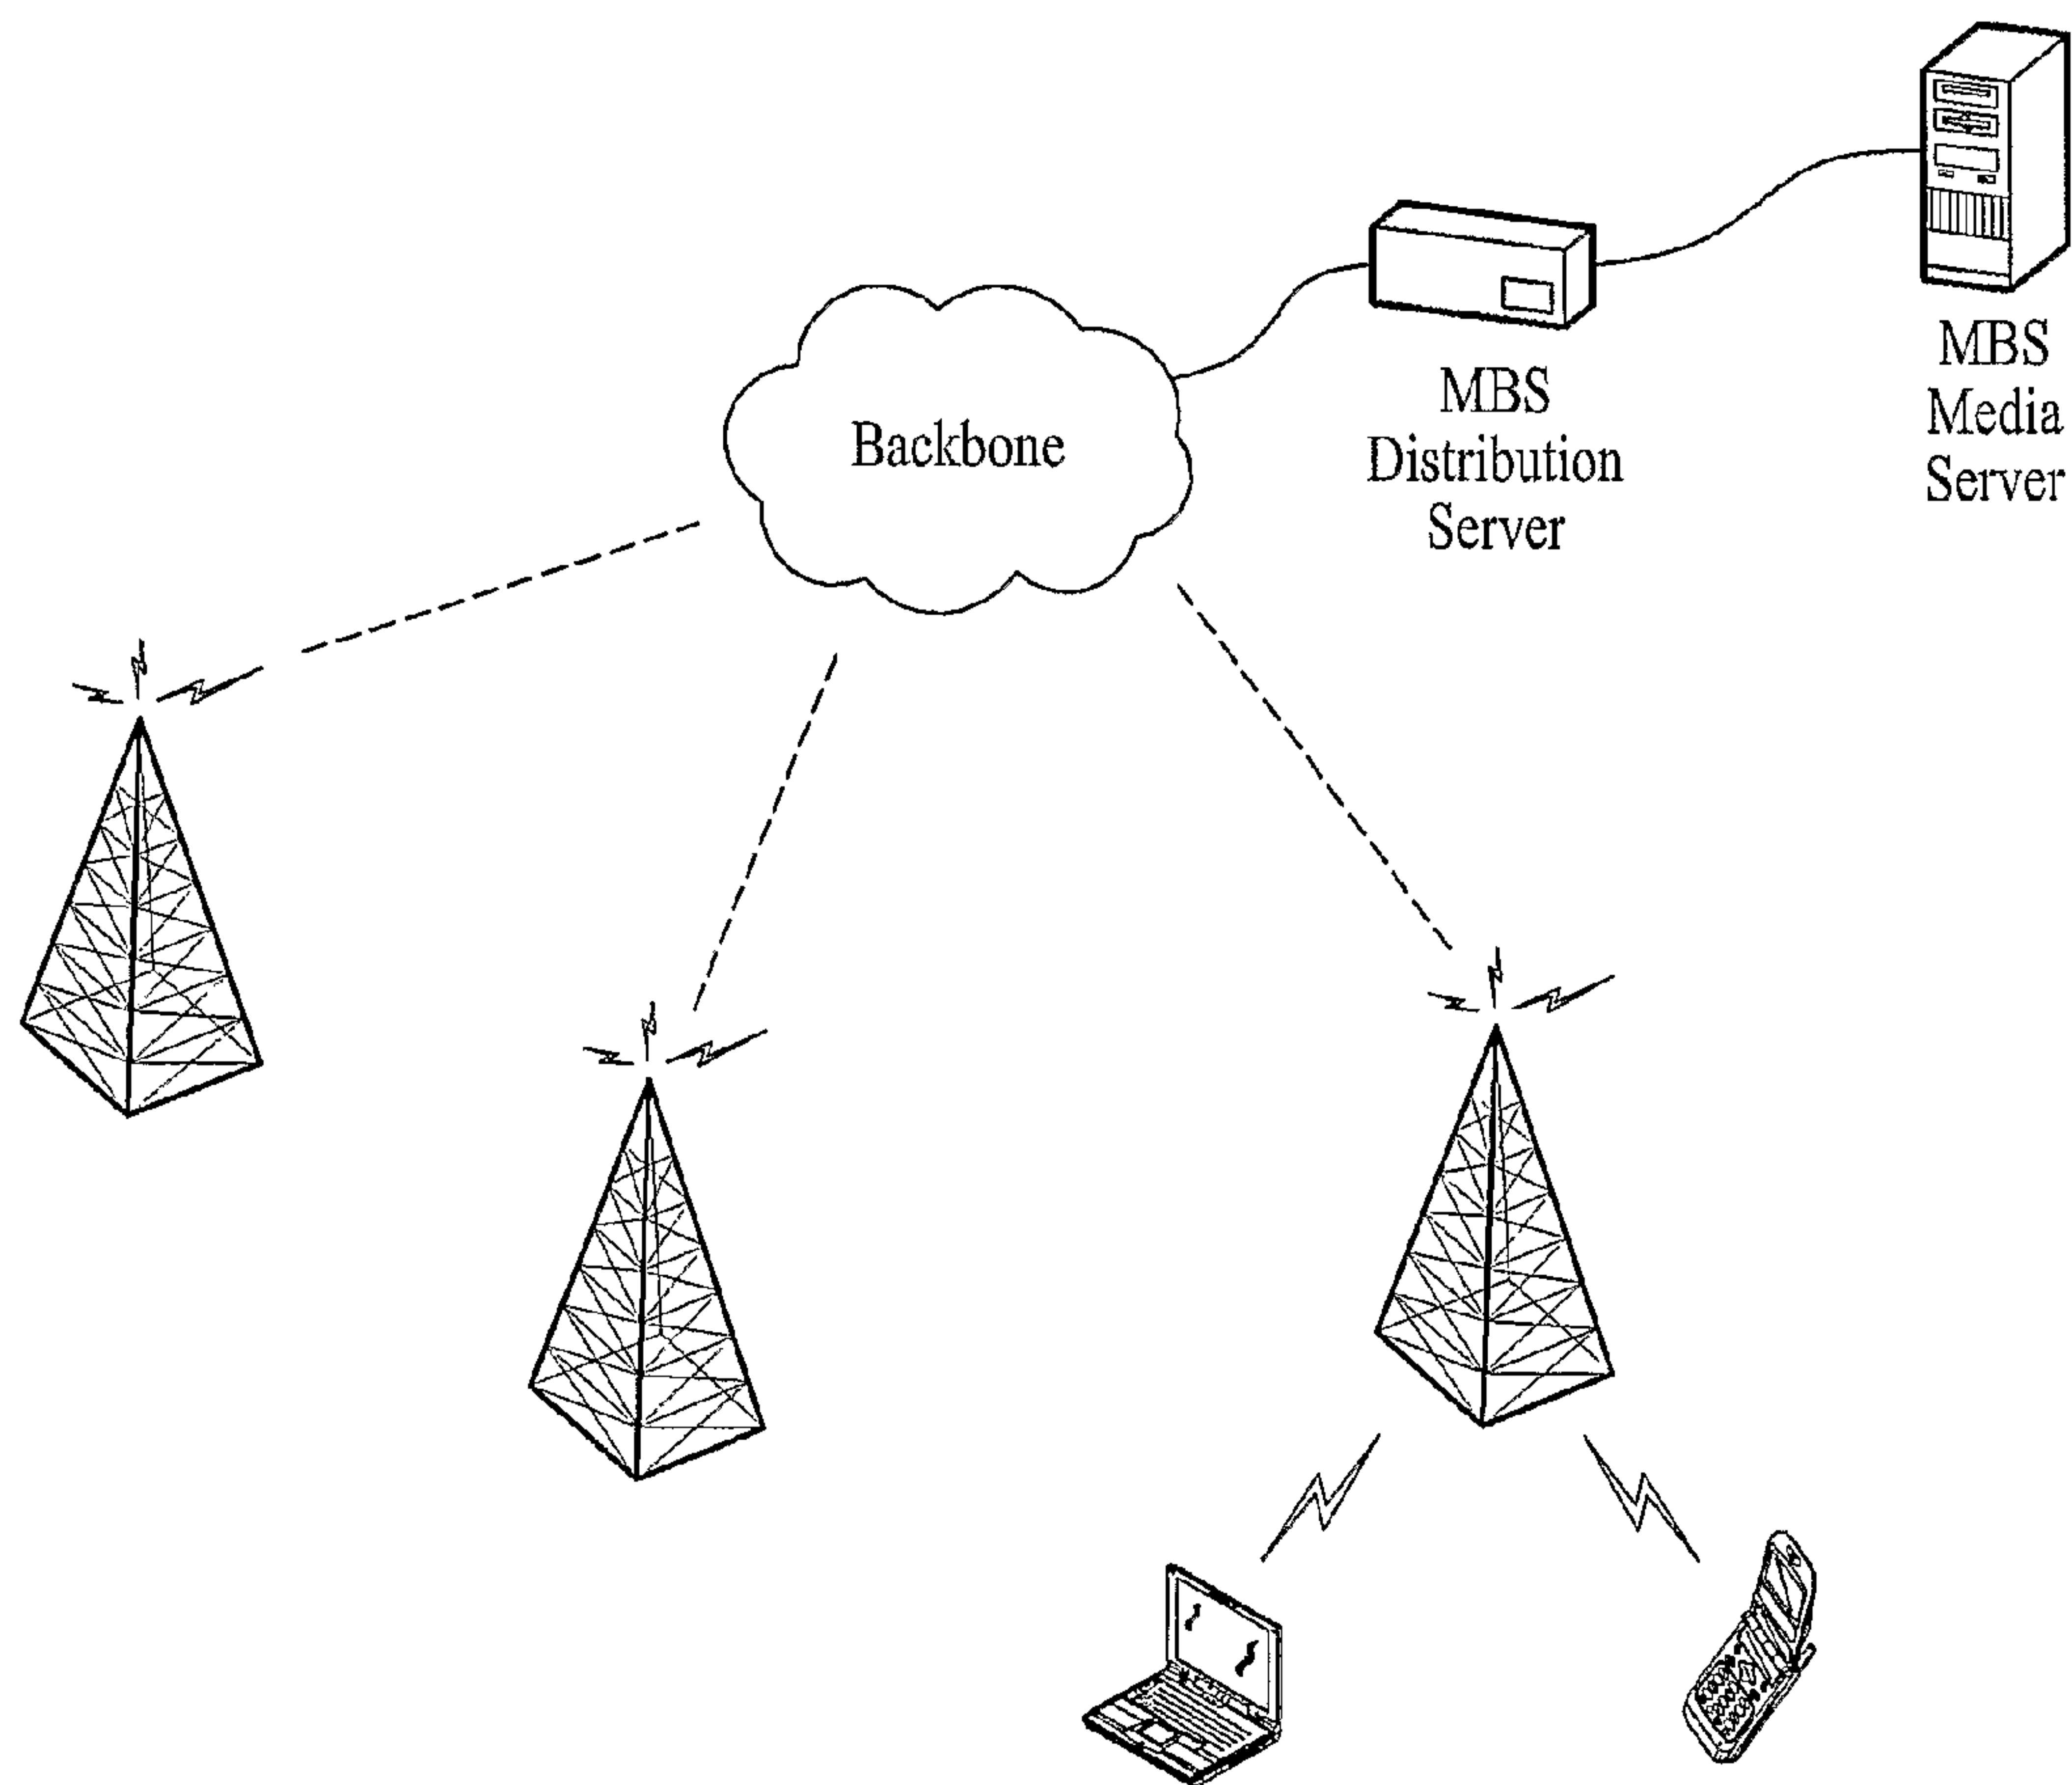 Backbone
MBS
Distribution
Server
MBS
Media
Server